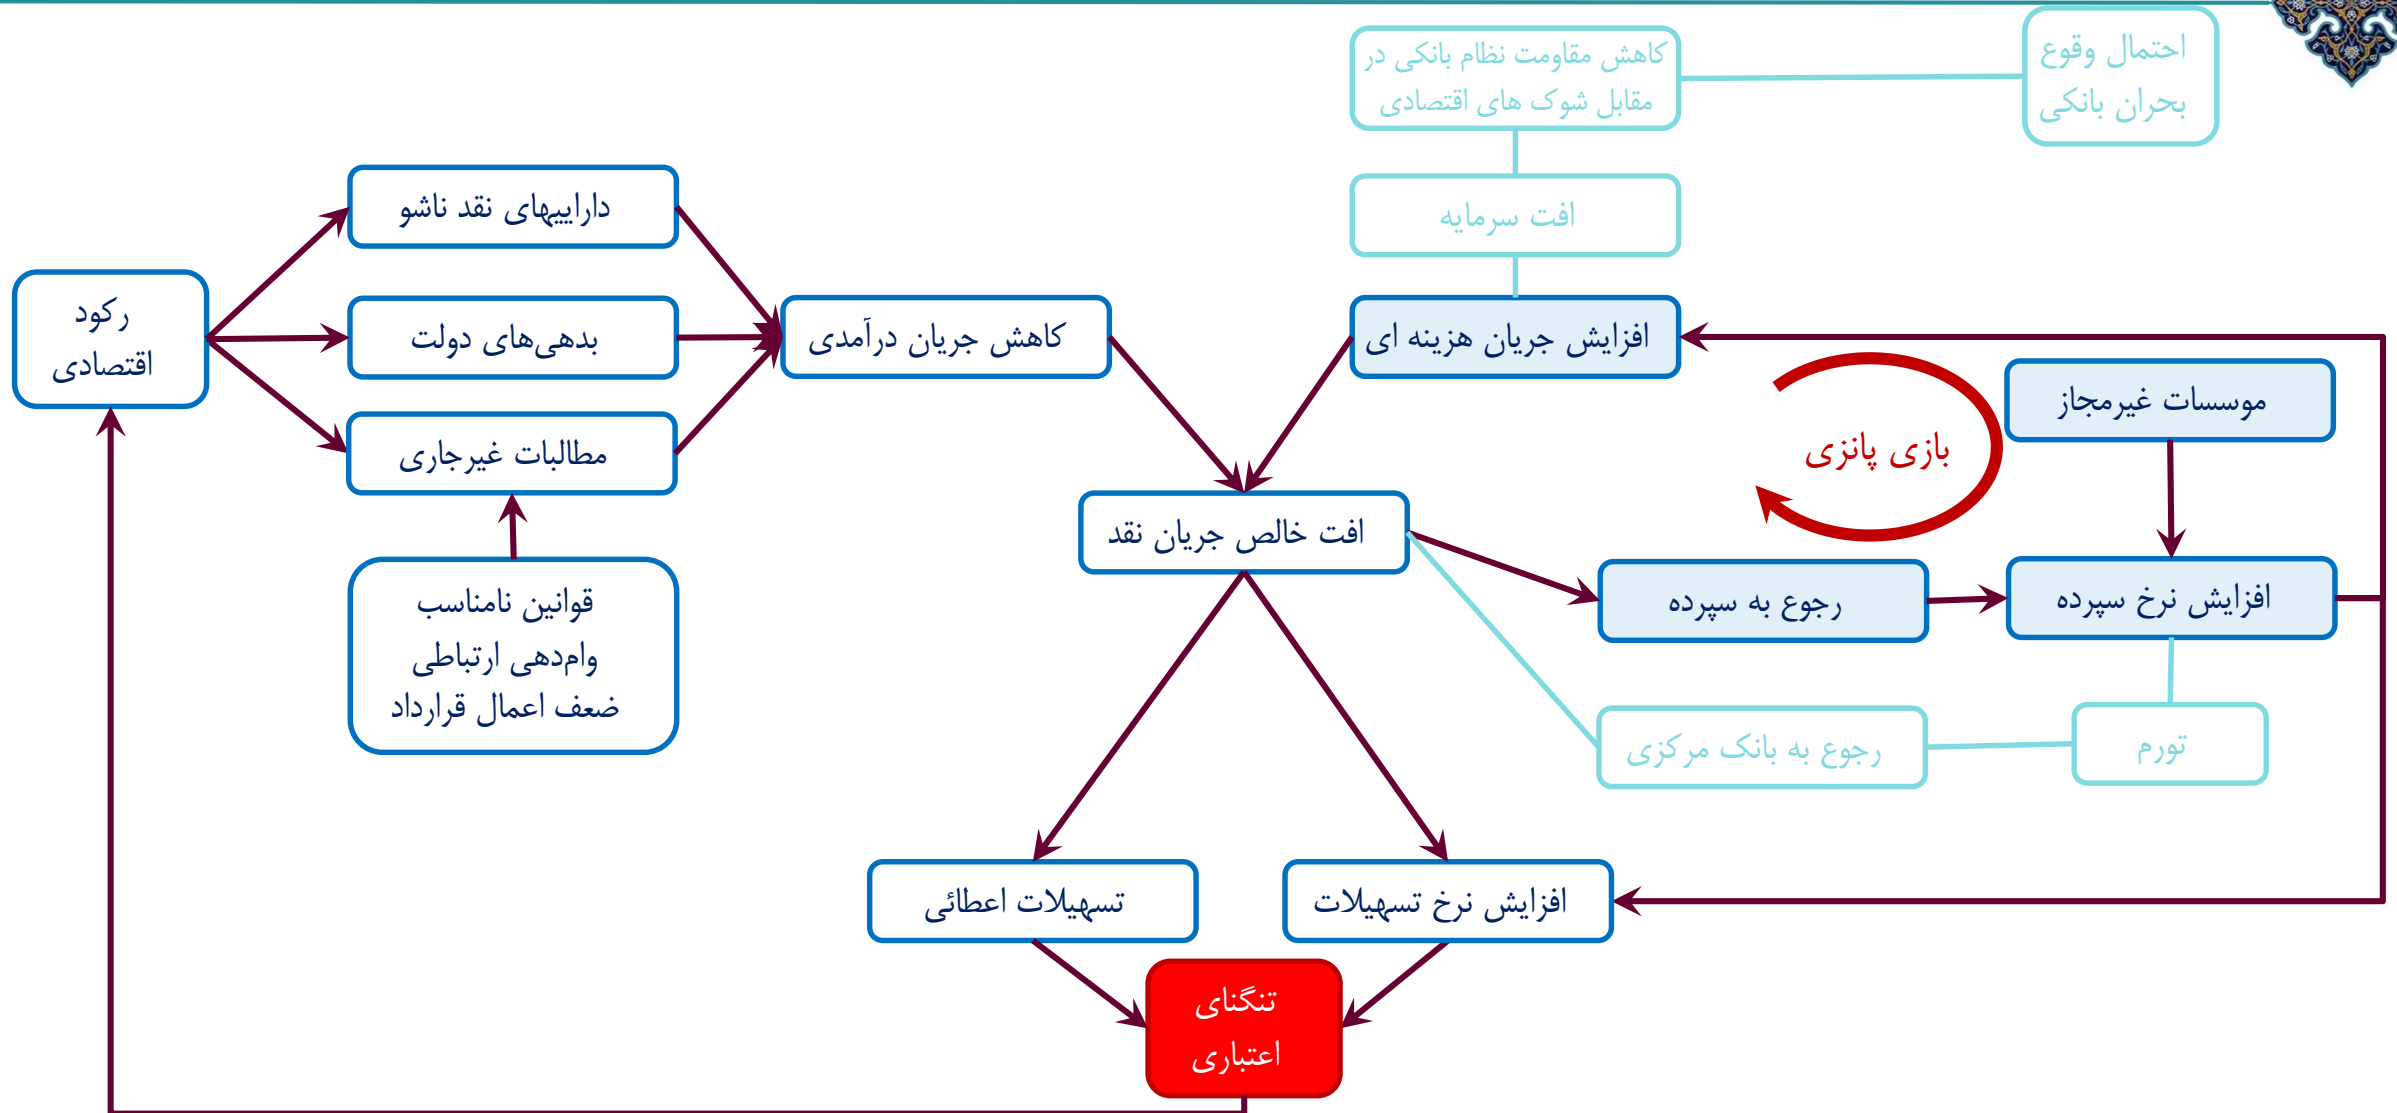 احتمال وقوع
بحران بانکی
کاهش مقاومت نظام بانکی در
مقابل شوک های اقتصادی
افت سرمایه
داراییهای نقد ناشو
رکود
اقتصادی
بدهی‌های دولت
کاهش جریان درآمدی
افزایش جریان هزینه ای
موسسات غیرمجاز
بازی پانزی
مطالبات غیرجاری
افت خالص جریان نقد
رجوع به سپرده
افزایش نرخ سپرده
قوانین نامناسب
وام‌دهی ارتباطی
ضعف اعمال قرارداد
رجوع به بانک مرکزی
تورم
افزایش نرخ تسهیلات
تسهیلات اعطائی
تنگنای
اعتباری